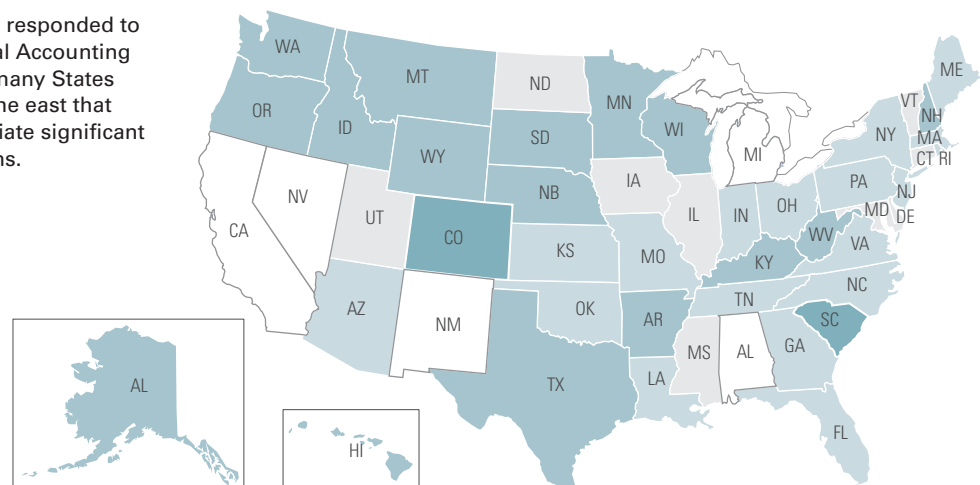 responded to
al Accounting
nany States
ne east that
iate significant
ns.
WA
OR
ID
MT
WY
ND
SD
NB
MN
WI
MI
IA
IL
IN
OH
PA
NY
VT
NH
MA
CT RI
ME
NJ
MD
DE
CA
NV
UT
CO
KS
MO
KY
WV
VA
NC
AZ
NM
OK
AR
TN
SC
TX
LA
MS
AL
GA
FL
AL
HI